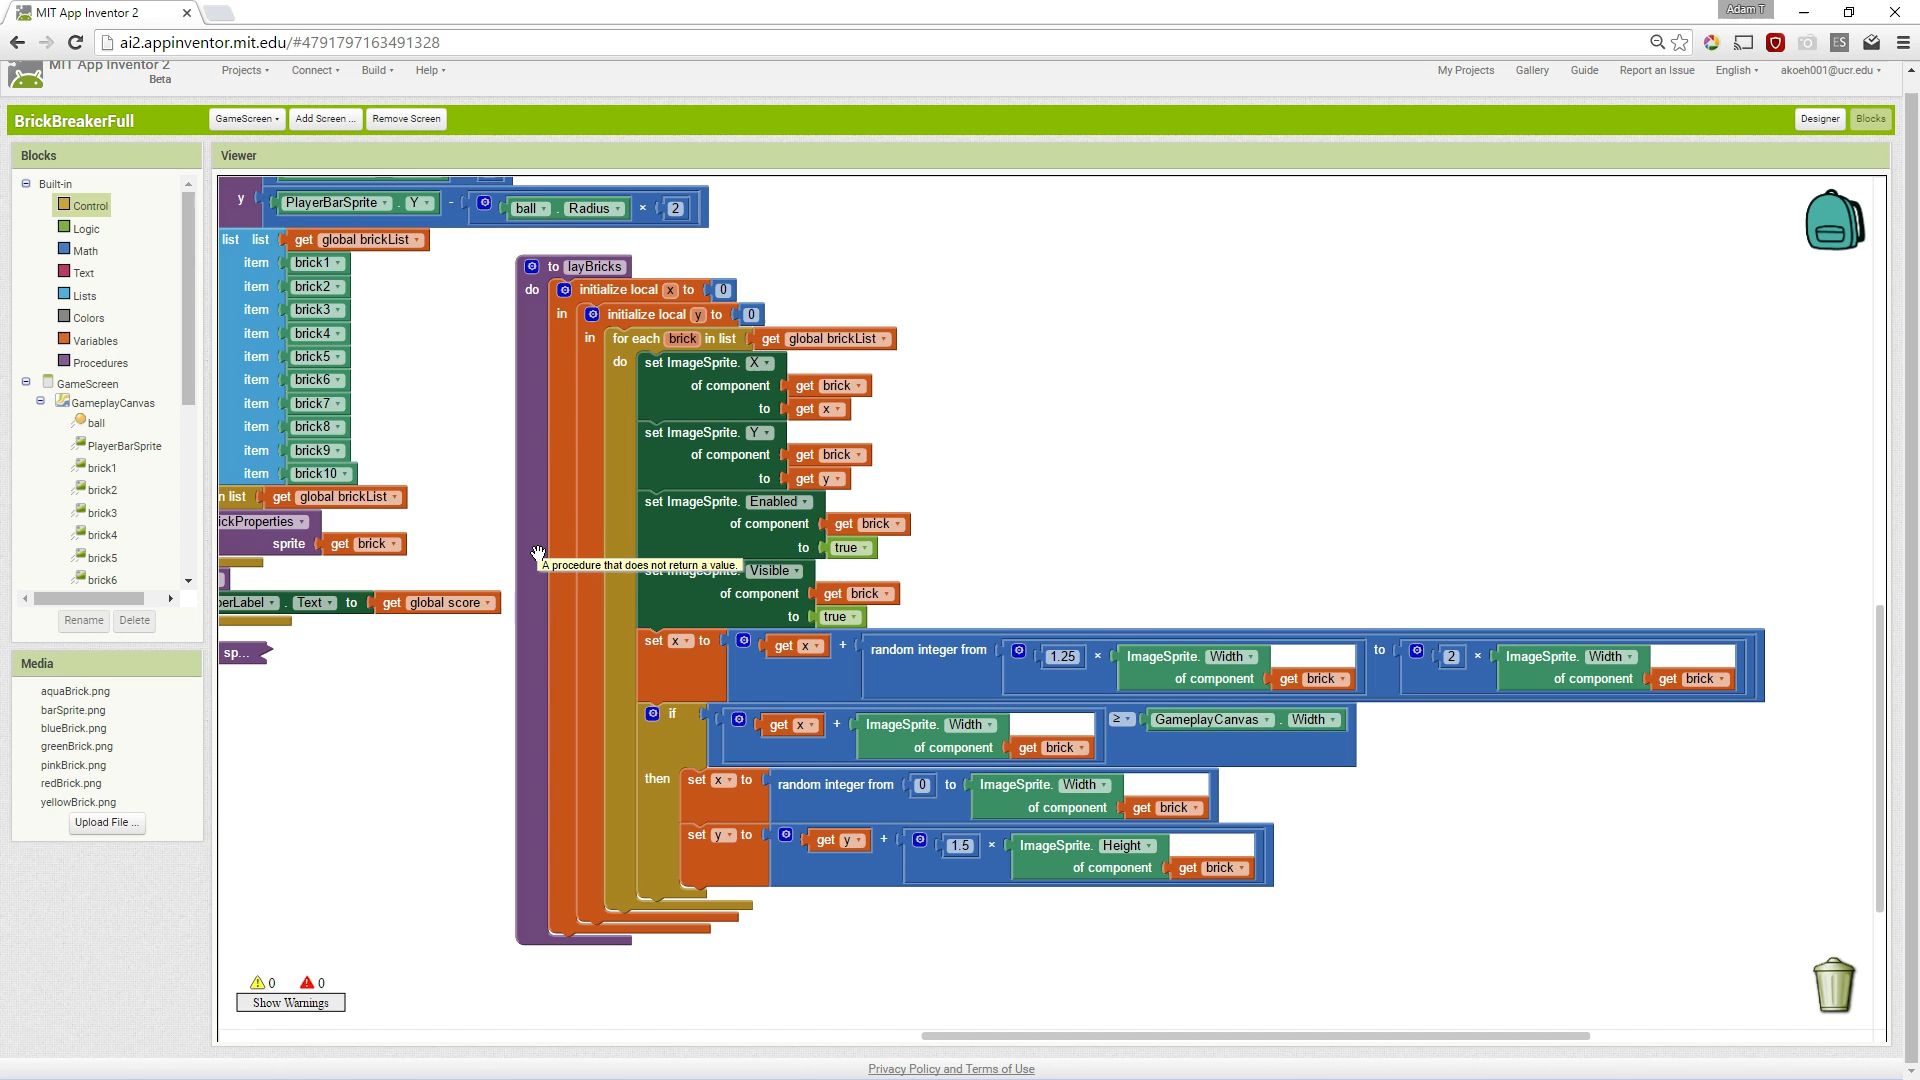 MIT App Inventor 2
Adam T
ai2.appinventor.mit.edu/#4791797163491328
ES
MIT App Inventor 2
Beta
Projects
Connect
Build
Help
My Projects
Gallery
Guide
Report an Issue
English
akoeh001@ucr.edu
BrickBreakerFull
GameScreen
Add Screen ...
Remove Screen
Designer
Blocks
Blocks
Viewer
Built-in
Control
Logic
Math
Text
Lists
Colors
Variables
Procedures
GameScreen
GameplayCanvas
ball
PlayerBarSprite
brick1
brick2
brick3
brick4
brick5
brick6
Rename
Delete
Media
aquaBrick.png
barSprite.png
blueBrick.png
greenBrick.png
pinkBrick.png
redBrick.png
yellowBrick.png
Upload File ...
y PlayerBarSprite . Y - ball . Radius × 2
list list get global brickList
item brick1
item brick2
item brick3
item brick4
item brick5
item brick6
item brick7
item brick8
item brick9
item brick10
n list get global brickList
ickProperties
sprite get brick
berLabel . Text to get global score
sp...
to layBricks
do initialize local x to 0
in initialize local y to 0
in for each brick in list get global brickList
do set ImageSprite. X
of component get brick
to get x
set ImageSprite. Y
of component get brick
to get y
set ImageSprite. Enabled
of component get brick
to true
A procedure that does not return a value.
set ImageSprite. Visible
of component get brick
to true
set x to get x + random integer from 1.25 × ImageSprite. Width to 2 × ImageSprite. Width
of component get brick of component get brick
if get x + ImageSprite. Width ≥ GameplayCanvas . Width
of component get brick
then set x to random integer from 0 to ImageSprite. Width
of component get brick
set y to get y + 1.5 × ImageSprite. Height
of component get brick
0 0
Show Warnings
Privacy Policy and Terms of Use